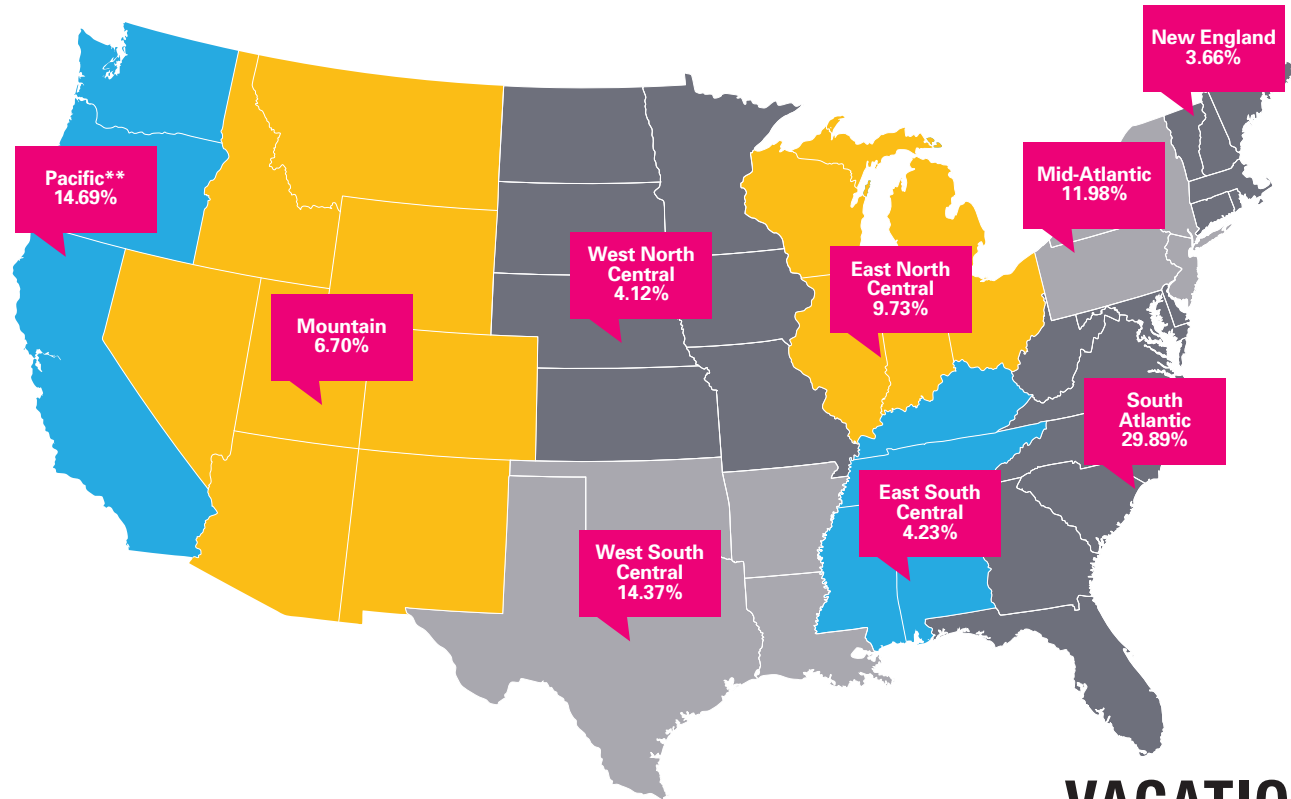 New England
3.66%
Mid-Atlantic
11.98%
Pacific**
14.69%
West North
Central
4.12%
East North
Central
9.73%
Mountain
6.70%
South
Atlantic
29.89%
East South
Central
4.23%
West South
Central
14.37%